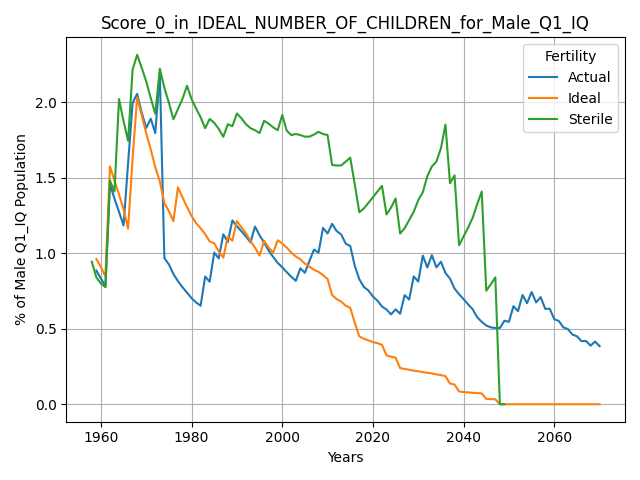 Score_0_in_IDEAL_NUMBER_OF_CHILDREN_for_Male_Q1_IQ
Fertility
Actual
Ideal
Sterile
% of Male Q1_IQ Population
2.0
1.5
1.0
0.5
0.0
1960 1980 2000 2020 2040 2060
Years